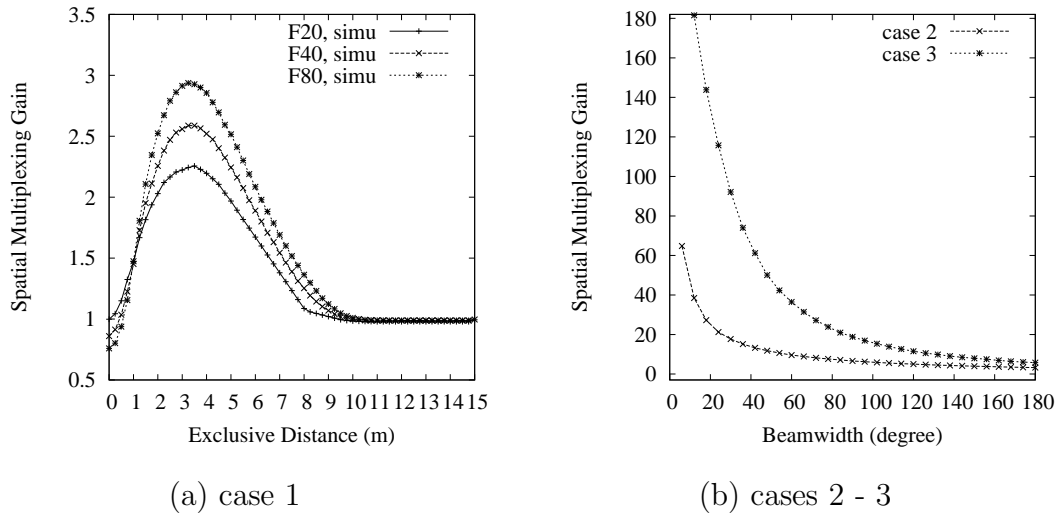 3.5
3
2.5
2
1.5
1
0.5
0 1 2 3 4 5 6 7 8 9 10 11 12 13 14 15
Spatial Multiplexing Gain
Exclusive Distance (m)
F20, simu
F40, simu
F80, simu
(a) case 1
180
160
140
120
100
80
60
40
20
0
0 20 40 60 80 100 120 140 160 180
Spatial Multiplexing Gain
Beamwidth (degree)
case 2
case 3
(b) cases 2 - 3